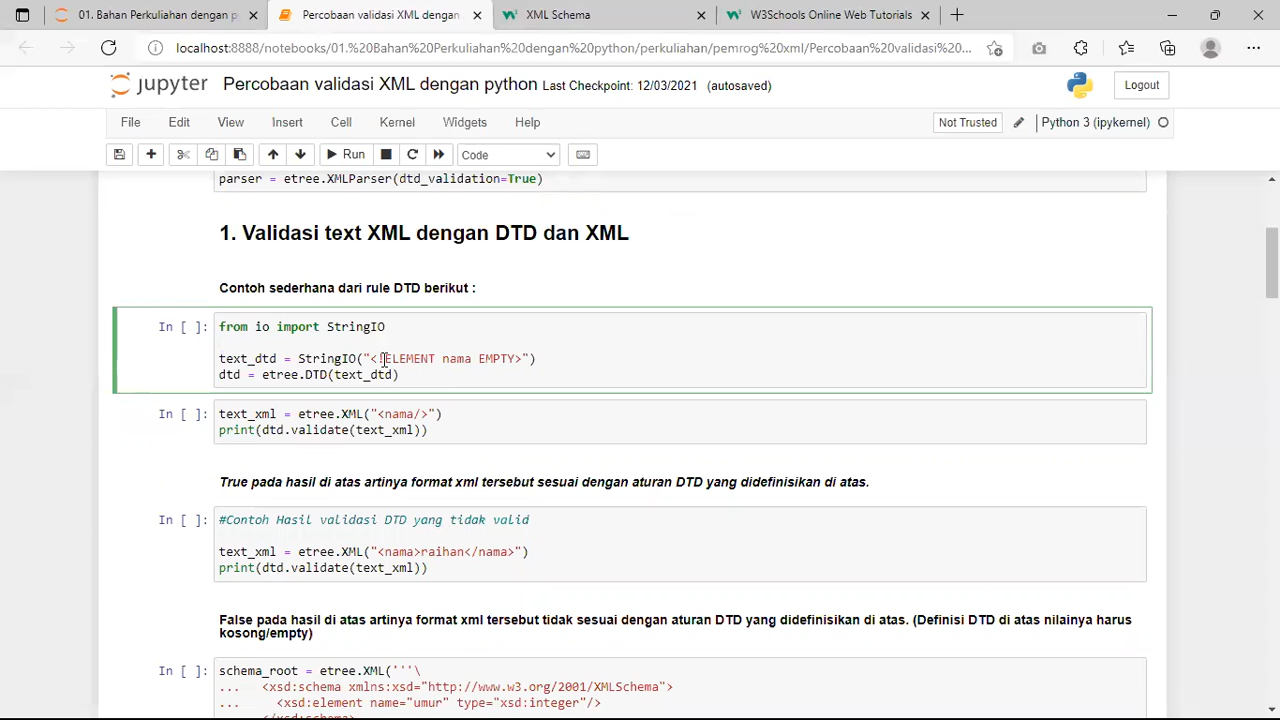 01. Bahan Perkuliahan dengan p
Percobaan validasi XML dengan
XML Schema
W3Schools Online Web Tutorials
localhost:8888/notebooks/01.%20Bahan%20Perkuliahan%20dengan%20python/perkuliahan/pemrog%20xml/Percobaan%20validasi%20...
jupyter Percobaan validasi XML dengan python Last Checkpoint: 12/03/2021 (autosaved)
Logout
File Edit View Insert Cell Kernel Widgets Help
Not Trusted
Python 3 (ipykernel)
Run
Code
parser = etree.XMLParser(dtd_validation=True)
1. Validasi text XML dengan DTD dan XML
Contoh sederhana dari rule DTD berikut :
In [ ]: from io import StringIO
text_dtd = StringIO("<!ELEMENT nama EMPTY>")
dtd = etree.DTD(text_dtd)
In [ ]: text_xml = etree.XML("<nama/>")
print(dtd.validate(text_xml))
True pada hasil di atas artinya format xml tersebut sesuai dengan aturan DTD yang didefinisikan di atas.
In [ ]: #Contoh Hasil validasi DTD yang tidak valid
text_xml = etree.XML("<nama>raihan</nama>")
print(dtd.validate(text_xml))
False pada hasil di atas artinya format xml tersebut tidak sesuai dengan aturan DTD yang didefinisikan di atas. (Definisi DTD di atas nilainya harus
kosong/empty)
In [ ]: schema_root = etree.XML('''\
... <xsd:schema xmlns:xsd="http://www.w3.org/2001/XMLSchema">
... <xsd:element name="umur" type="xsd:integer"/>
... </xsd:schema>